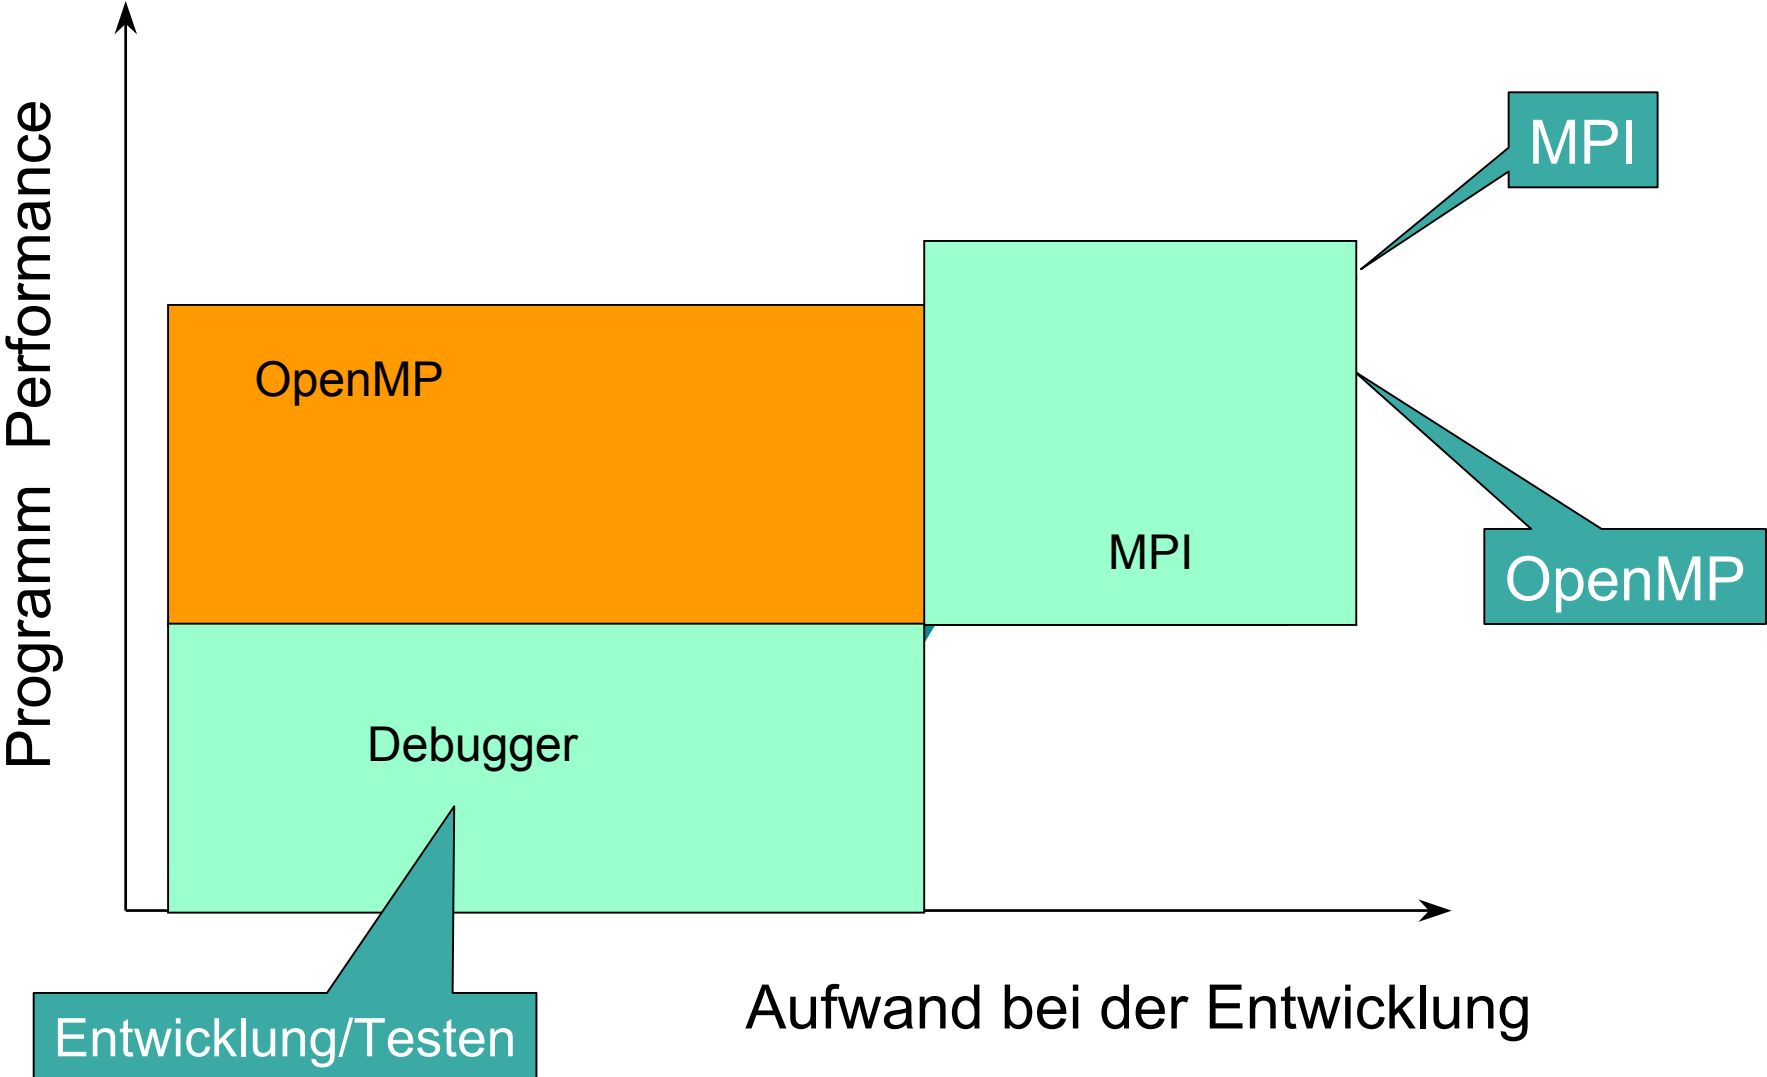 Programm Performance
MPI
OpenMP
MPI
OpenMP
Debugger
Aufwand bei der Entwicklung
Entwicklung/Testen